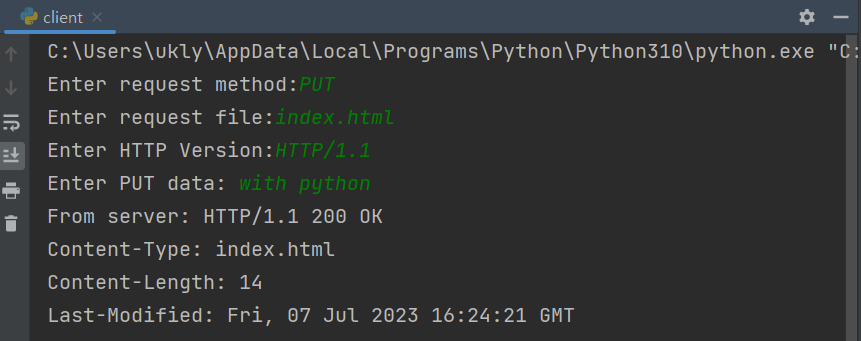 client
C:\Users\ukly\AppData\Local\Programs\Python\Python310\python.exe "C:
Enter request method:PUT
Enter request file:index.html
Enter HTTP Version:HTTP/1.1
Enter PUT data: with python
From server: HTTP/1.1 200 OK
Content-Type: index.html
Content-Length: 14
Last-Modified: Fri, 07 Jul 2023 16:24:21 GMT